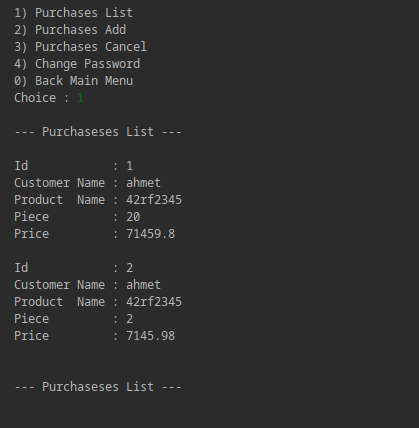 1) Purchases List
2) Purchases Add
3) Purchases Cancel
4) Change Password
0) Back Main Menu
Choice : 1
--- Purchaseses List ---
Id            : 1
Customer Name : ahmet
Product  Name : 42rf2345
Piece         : 20
Price         : 71459.8
Id            : 2
Customer Name : ahmet
Product  Name : 42rf2345
Piece         : 2
Price         : 7145.98
--- Purchaseses List ---